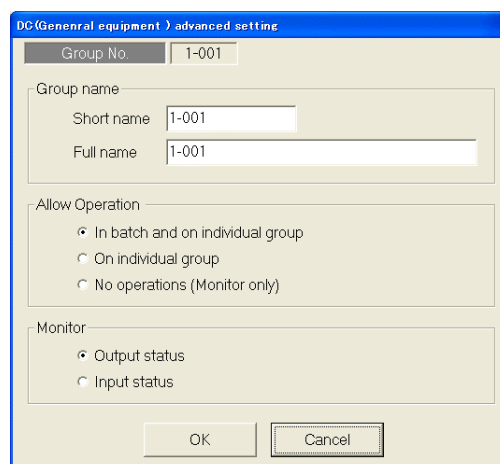 DC(Genenral equipment ) advanced setting
Group No. 1-001
Group name
Short name 1-001
Full name 1-001
Allow Operation
In batch and on individual group
On individual group
No operations (Monitor only)
Monitor
Output status
Input status
OK Cancel